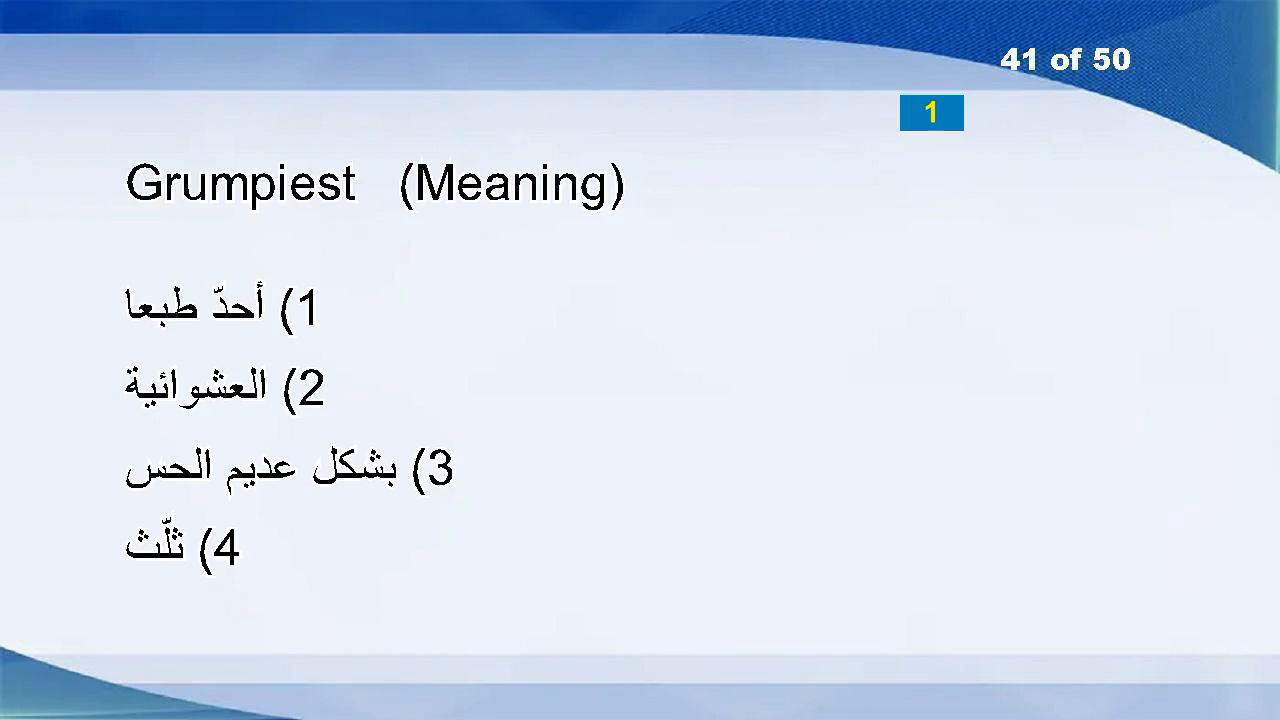 41 of 50
1
Grumpiest (Meaning)
1) أحدّ طبعا
2) العشوائية
3) بشكل عديم الحس
4) ثلّث